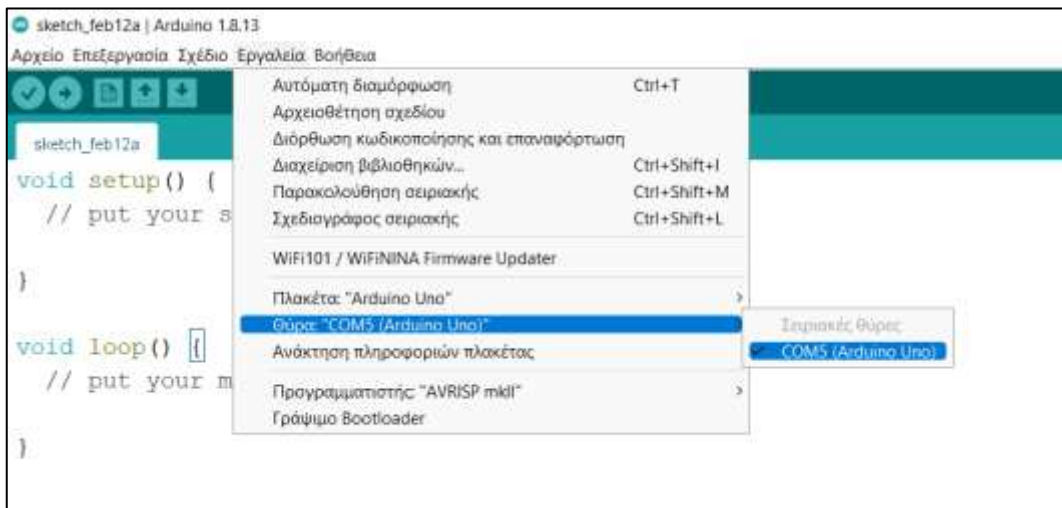 sketch_feb12a | Arduino 1.8.13
Αρχείο Επεξεργασία Σχέδιο Εργαλεία Βοήθεια
sketch_feb12a
void setup() {
// put your s
}
void loop() {
// put your m
}
Αυτόματη διαμόρφωση Ctrl+T
Αρχειοθέτηση σχεδίου
Διόρθωση κωδικοποίησης και επαναφόρτωση
Διαχείριση βιβλιοθηκών... Ctrl+Shift+I
Παρακολούθηση σειριακής Ctrl+Shift+M
Σχεδιογράφος σειριακής Ctrl+Shift+L
WiFi101 / WiFiNINA Firmware Updater
Πλακέτα: "Arduino Uno"
Θύρα: "COM5 (Arduino Uno)"
Ανάκτηση πληροφοριών πλακέτας
Προγραμματιστής: "AVRISP mkII"
Γράψιμο Bootloader
Σειριακές θύρες
COM5 (Arduino Uno)